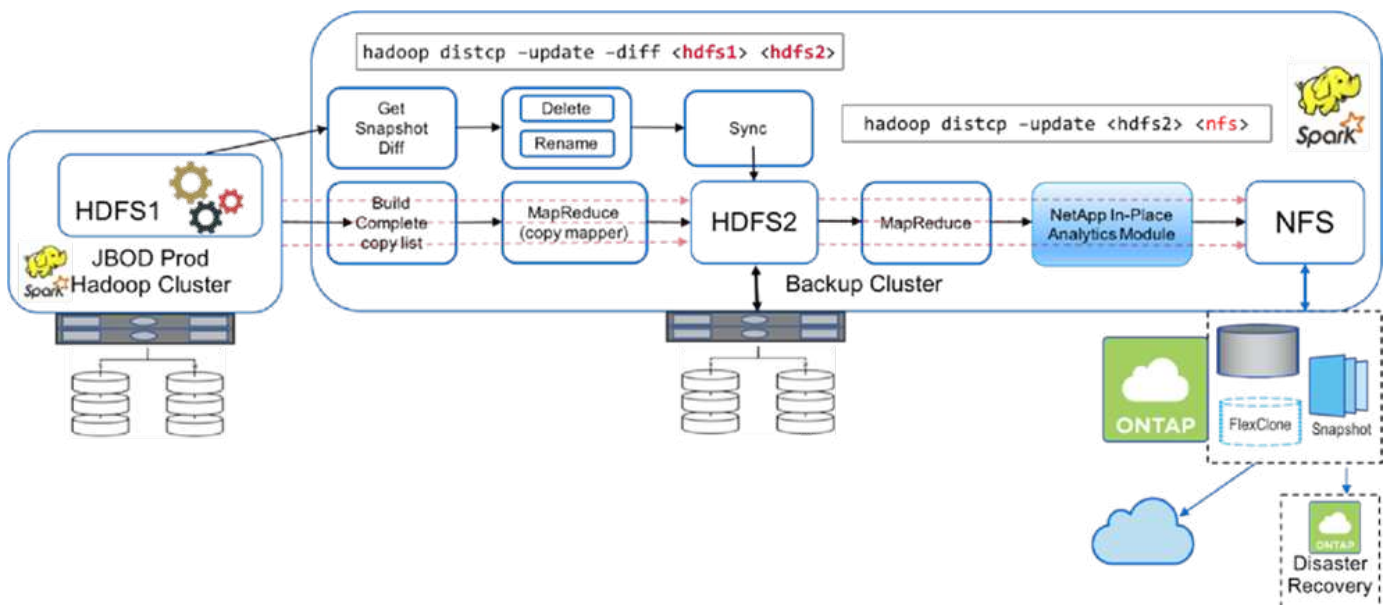 hadoop distcp –update –diff <hdfs1> <hdfs2>
Get
Snapshot
Diff
Delete
Rename
Sync
hadoop distcp –update <hdfs2> <nfs>
Spark
HDFS1
JBOD Prod
Hadoop Cluster
Spark
Build
Complete
copy list
MapReduce
(copy mapper)
HDFS2
MapReduce
NetApp In-Place
Analytics Module
NFS
Backup Cluster
ONTAP
FlexClone
Snapshot
ONTAP
Disaster
Recovery